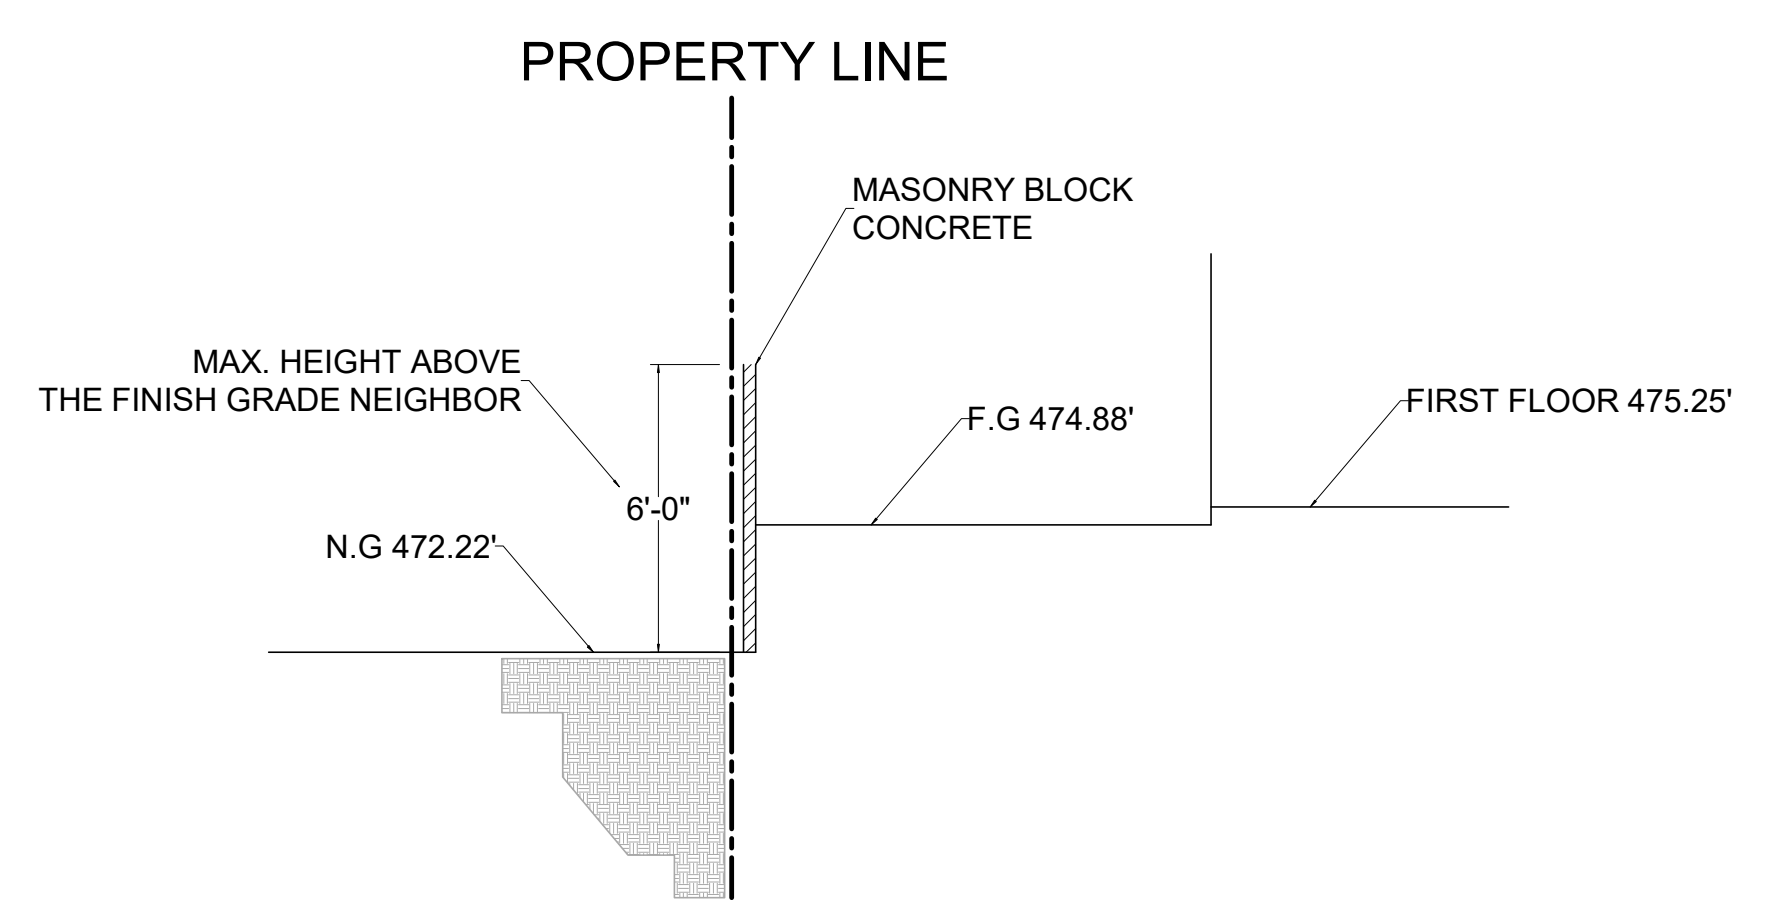 PROPERTY LINE
MASONRY BLOCK
CONCRETE
MAX. HEIGHT ABOVE
THE FINISH GRADE NEIGHBOR
F.G 474.88'
FIRST FLOOR 475.25'
6'-0"
N.G 472.22'